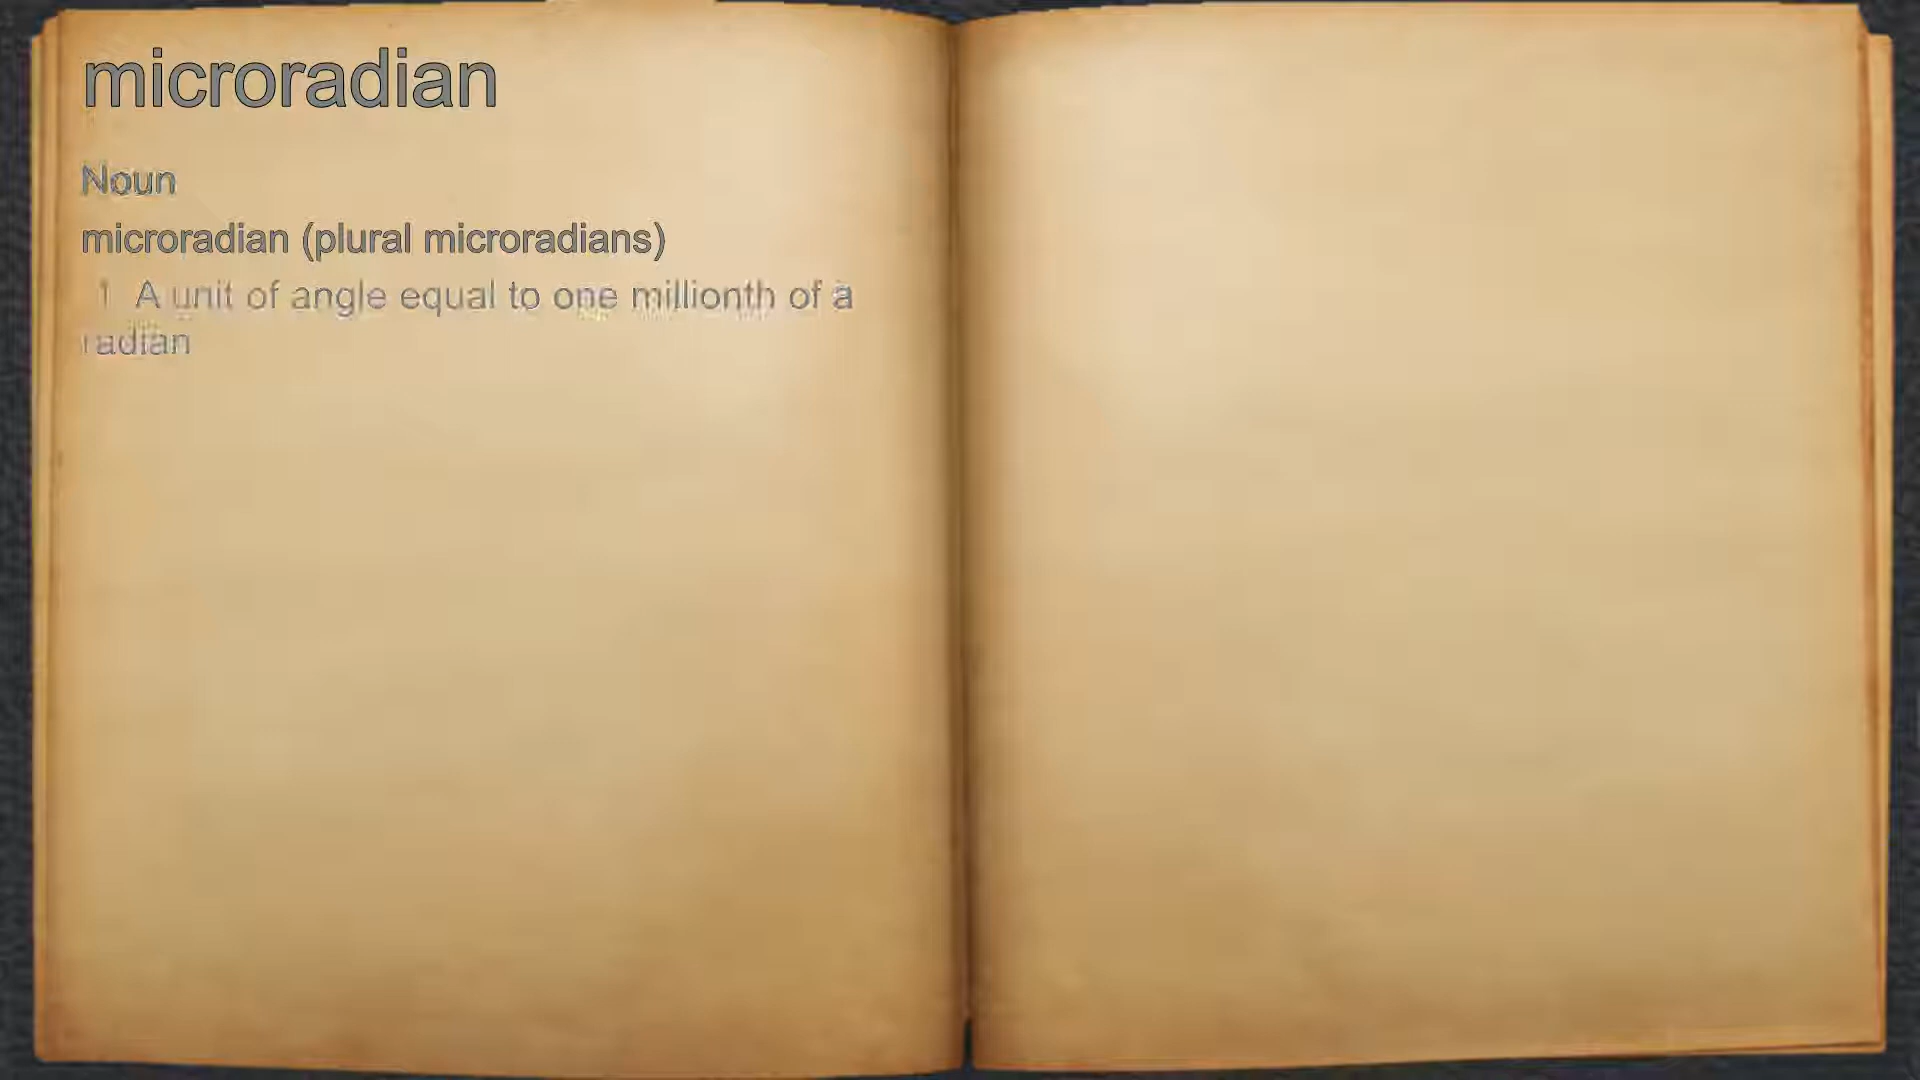 microradian
Noun
microradian (plural microradians)
1 A unit of angle equal to one millionth of a
radian